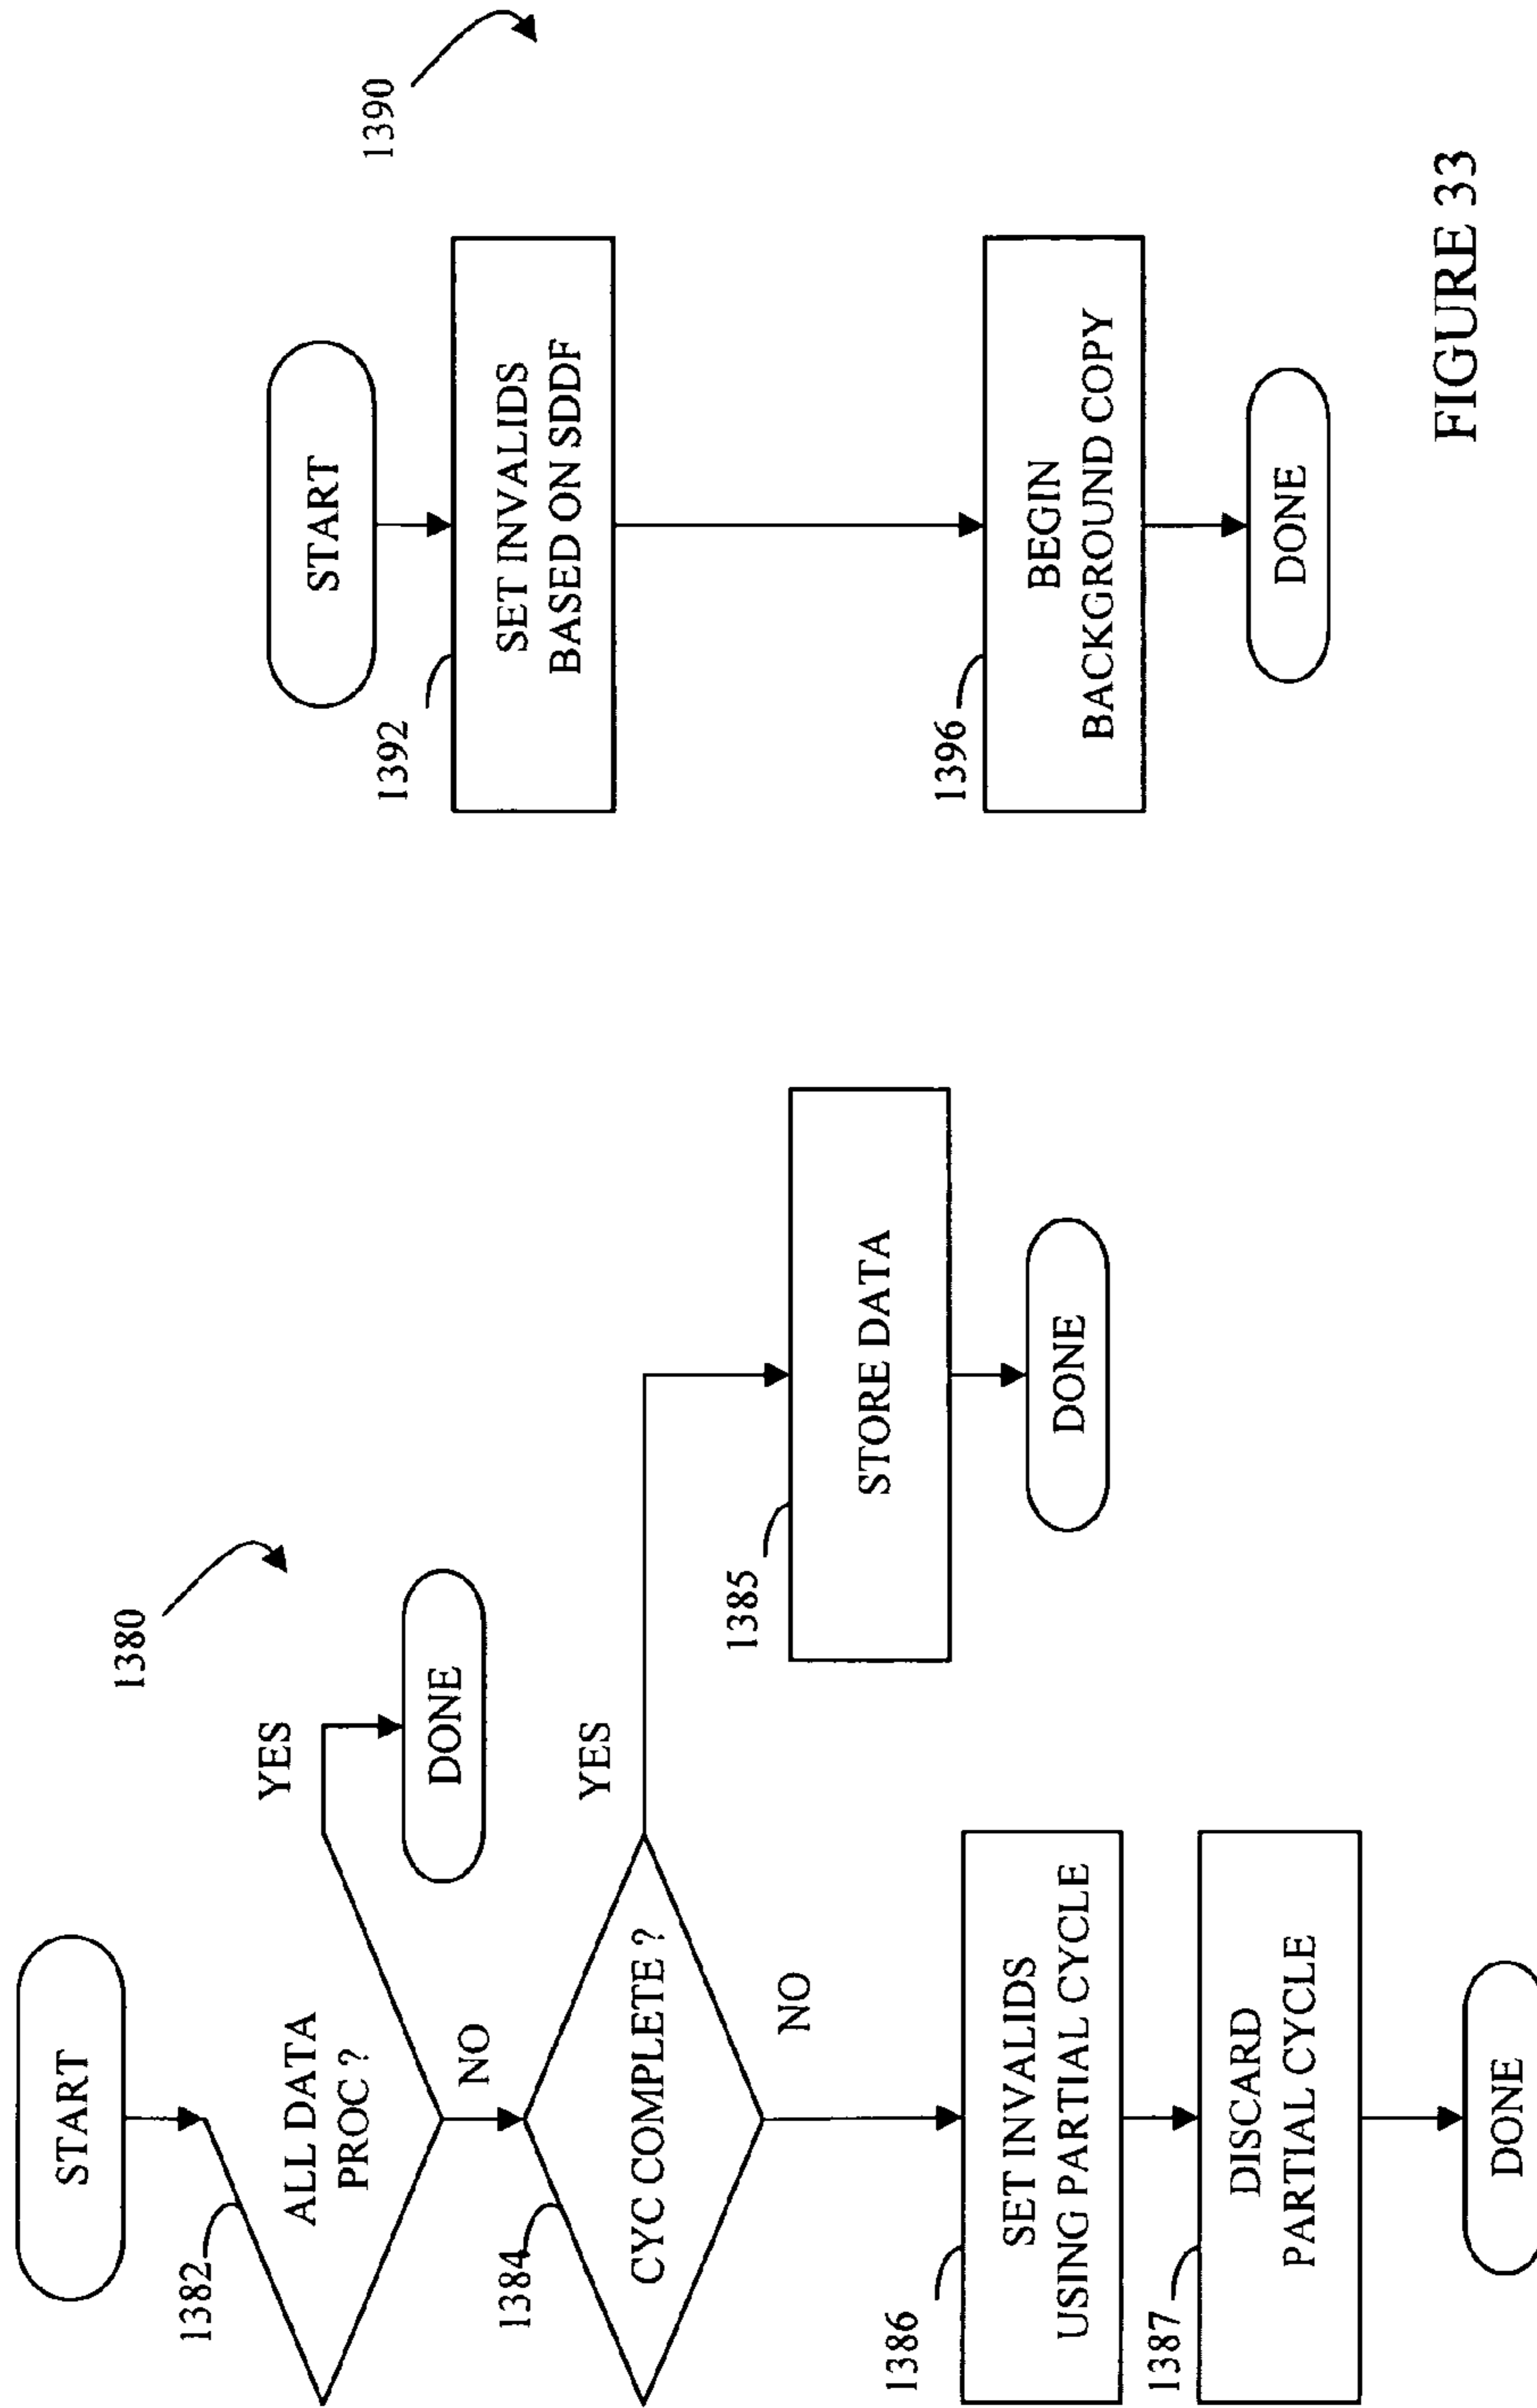 1380
START
1382
ALL DATA
PROC ?
YES
DONE
NO
1384
CYC COMPLETE ?
YES
1385
STORE DATA
DONE
NO
1386
SET INVALIDS
USING PARTIAL CYCLE
1387
DISCARD
PARTIAL CYCLE
DONE
1390
START
1392
SET INVALIDS
BASED ON SDDF
1396
BEGIN
BACKGROUND COPY
DONE
FIGURE 33